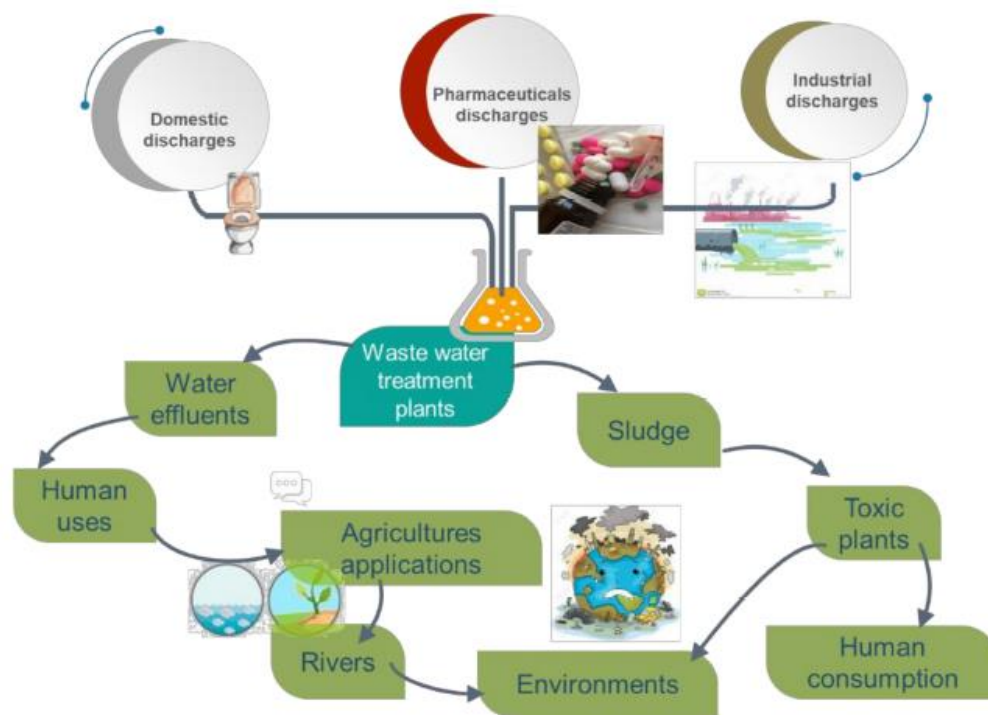 Domestic
discharges
Pharmaceuticals
discharges
Industrial
discharges
Waste water
treatment
plants
Water
effluents
Sludge
Human
uses
Agricultures
applications
Toxic
plants
Rivers
Environments
Human
consumption